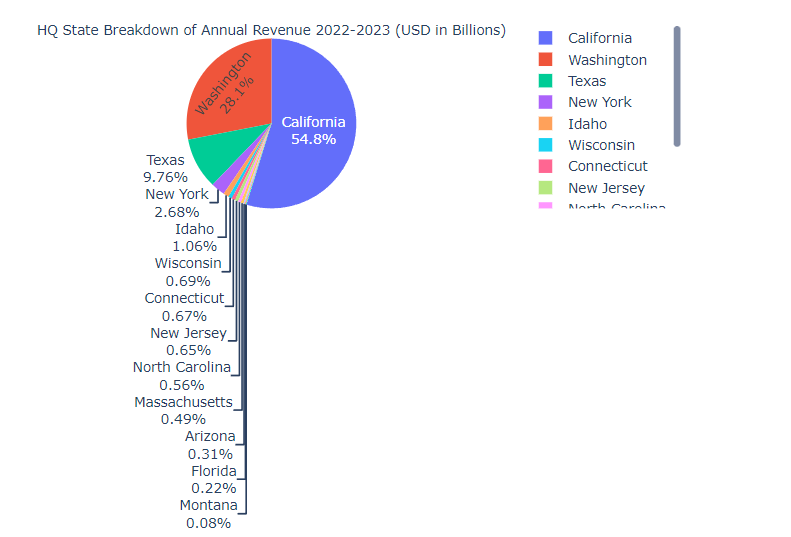 HQ State Breakdown of Annual Revenue 2022-2023 (USD in Billions)
California
54.8%
Washington
28.1%
Texas
9.76%
New York
2.68%
Idaho
1.06%
Wisconsin
0.69%
Connecticut
0.67%
New Jersey
0.65%
North Carolina
0.56%
Massachusetts
0.49%
Arizona
0.31%
Florida
0.22%
Montana
0.08%
California
Washington
Texas
New York
Idaho
Wisconsin
Connecticut
New Jersey
North Carolina